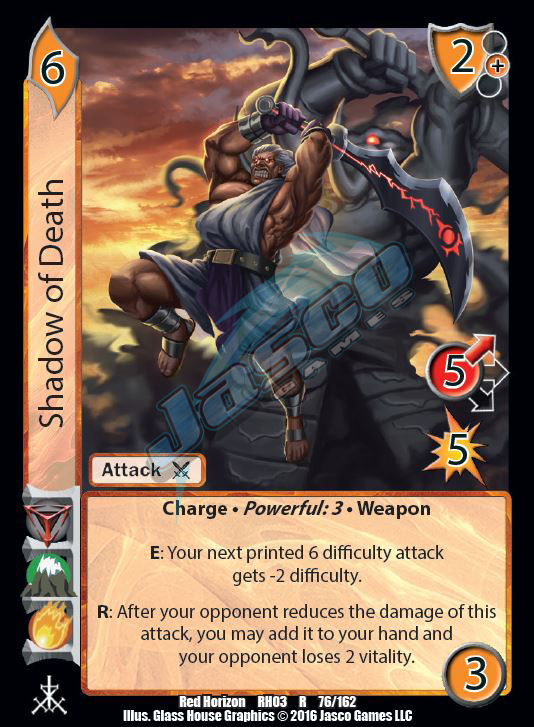 6
2
+
Shadow of Death
JASCO
GAMES
5
5
Attack
Charge • Powerful: 3 • Weapon
E: Your next printed 6 difficulty attack
gets -2 difficulty.
R: After your opponent reduces the damage of this
attack, you may add it to your hand and
your opponent loses 2 vitality.
3
Red Horizon RH03 R 76/162
Illus. Glass House Graphics © 2016 Jasco Games LLC